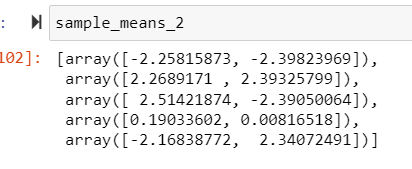 : sample_means_2
102]: [array([-2.25815873, -2.39823969]),
array([2.2689171 , 2.39325799]),
array([ 2.51421874, -2.39050064]),
array([0.19033602, 0.00816518]),
array([-2.16838772,  2.34072491])]